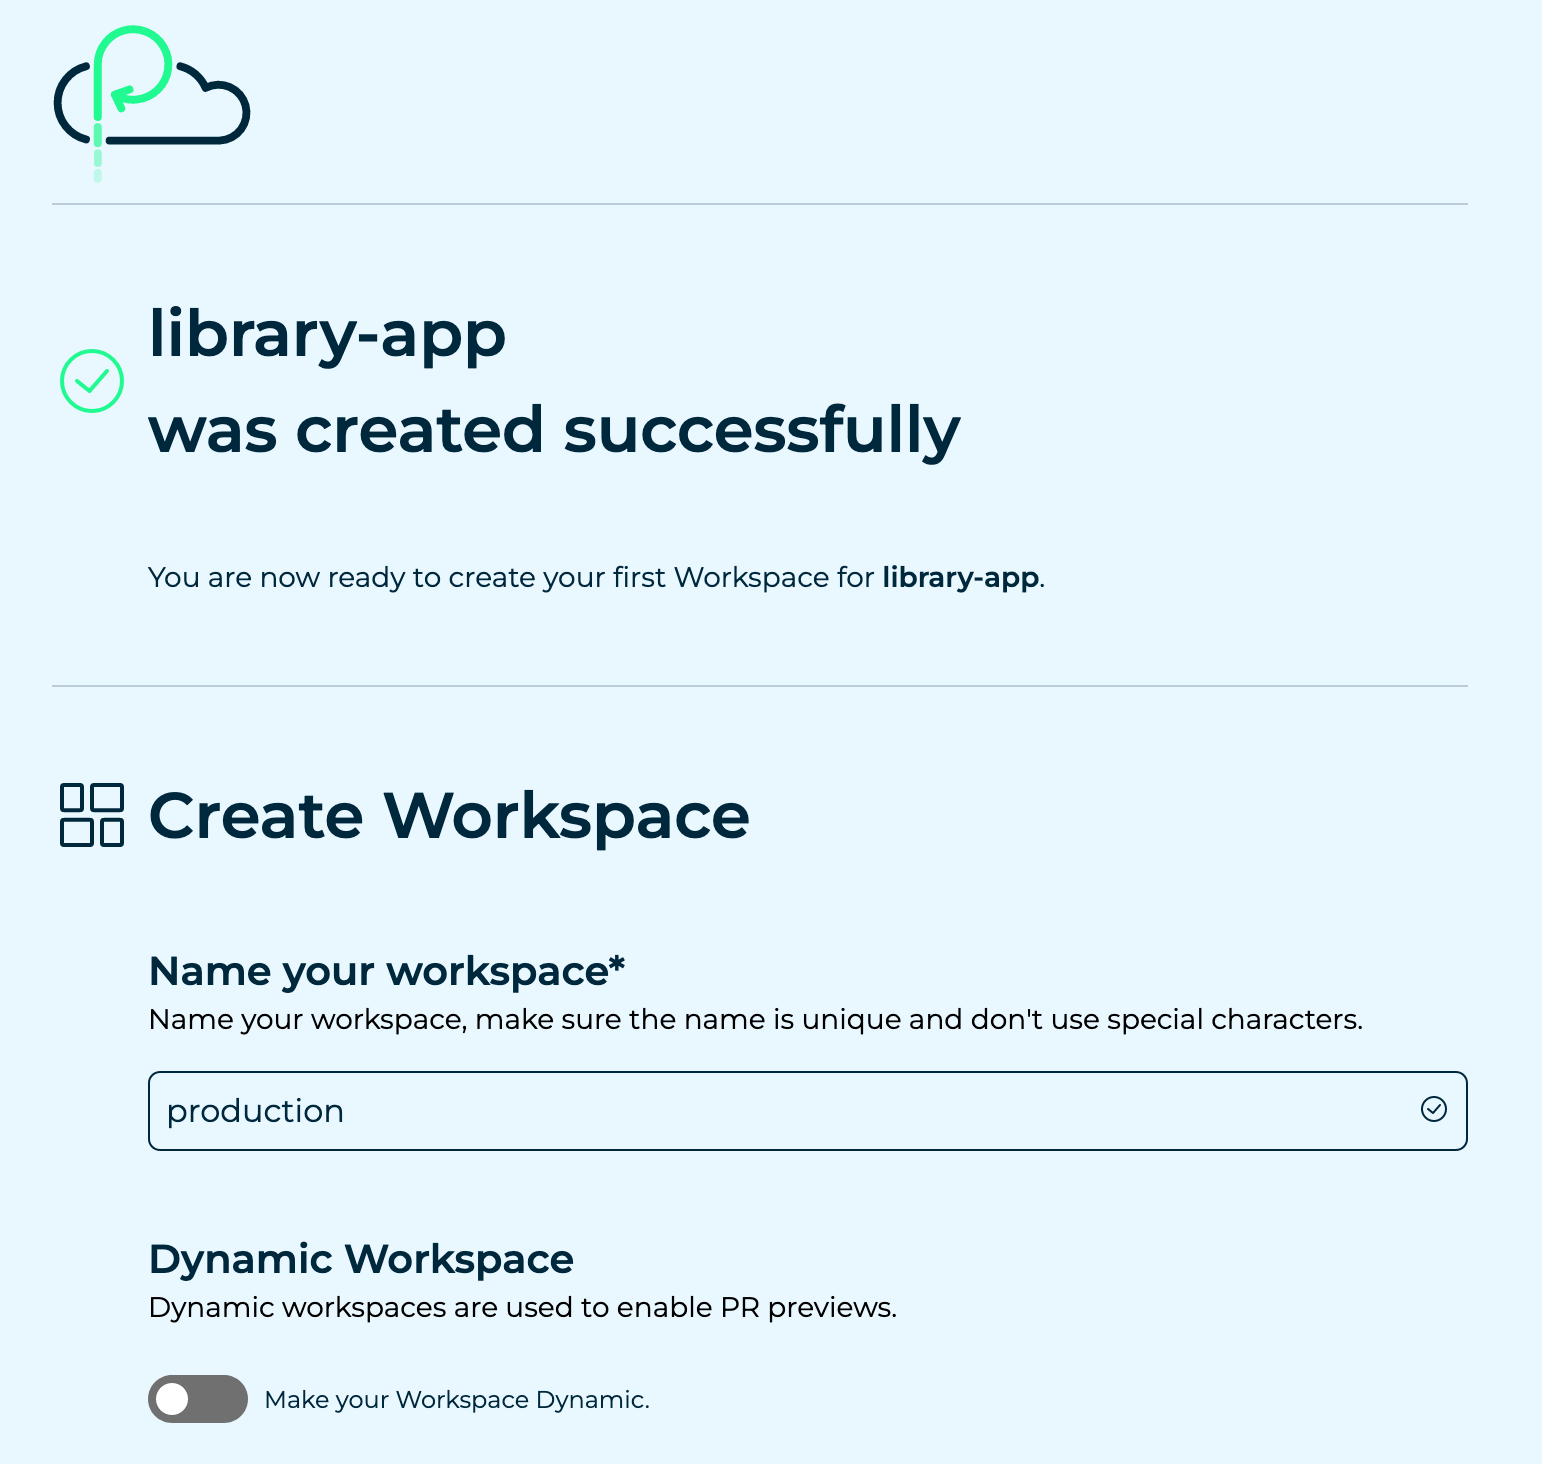 library-app
was created successfully
You are now ready to create your first Workspace for library-app.
Create Workspace
Name your workspace*
Name your workspace, make sure the name is unique and don't use special characters.
production
Dynamic Workspace
Dynamic workspaces are used to enable PR previews.
Make your Workspace Dynamic.